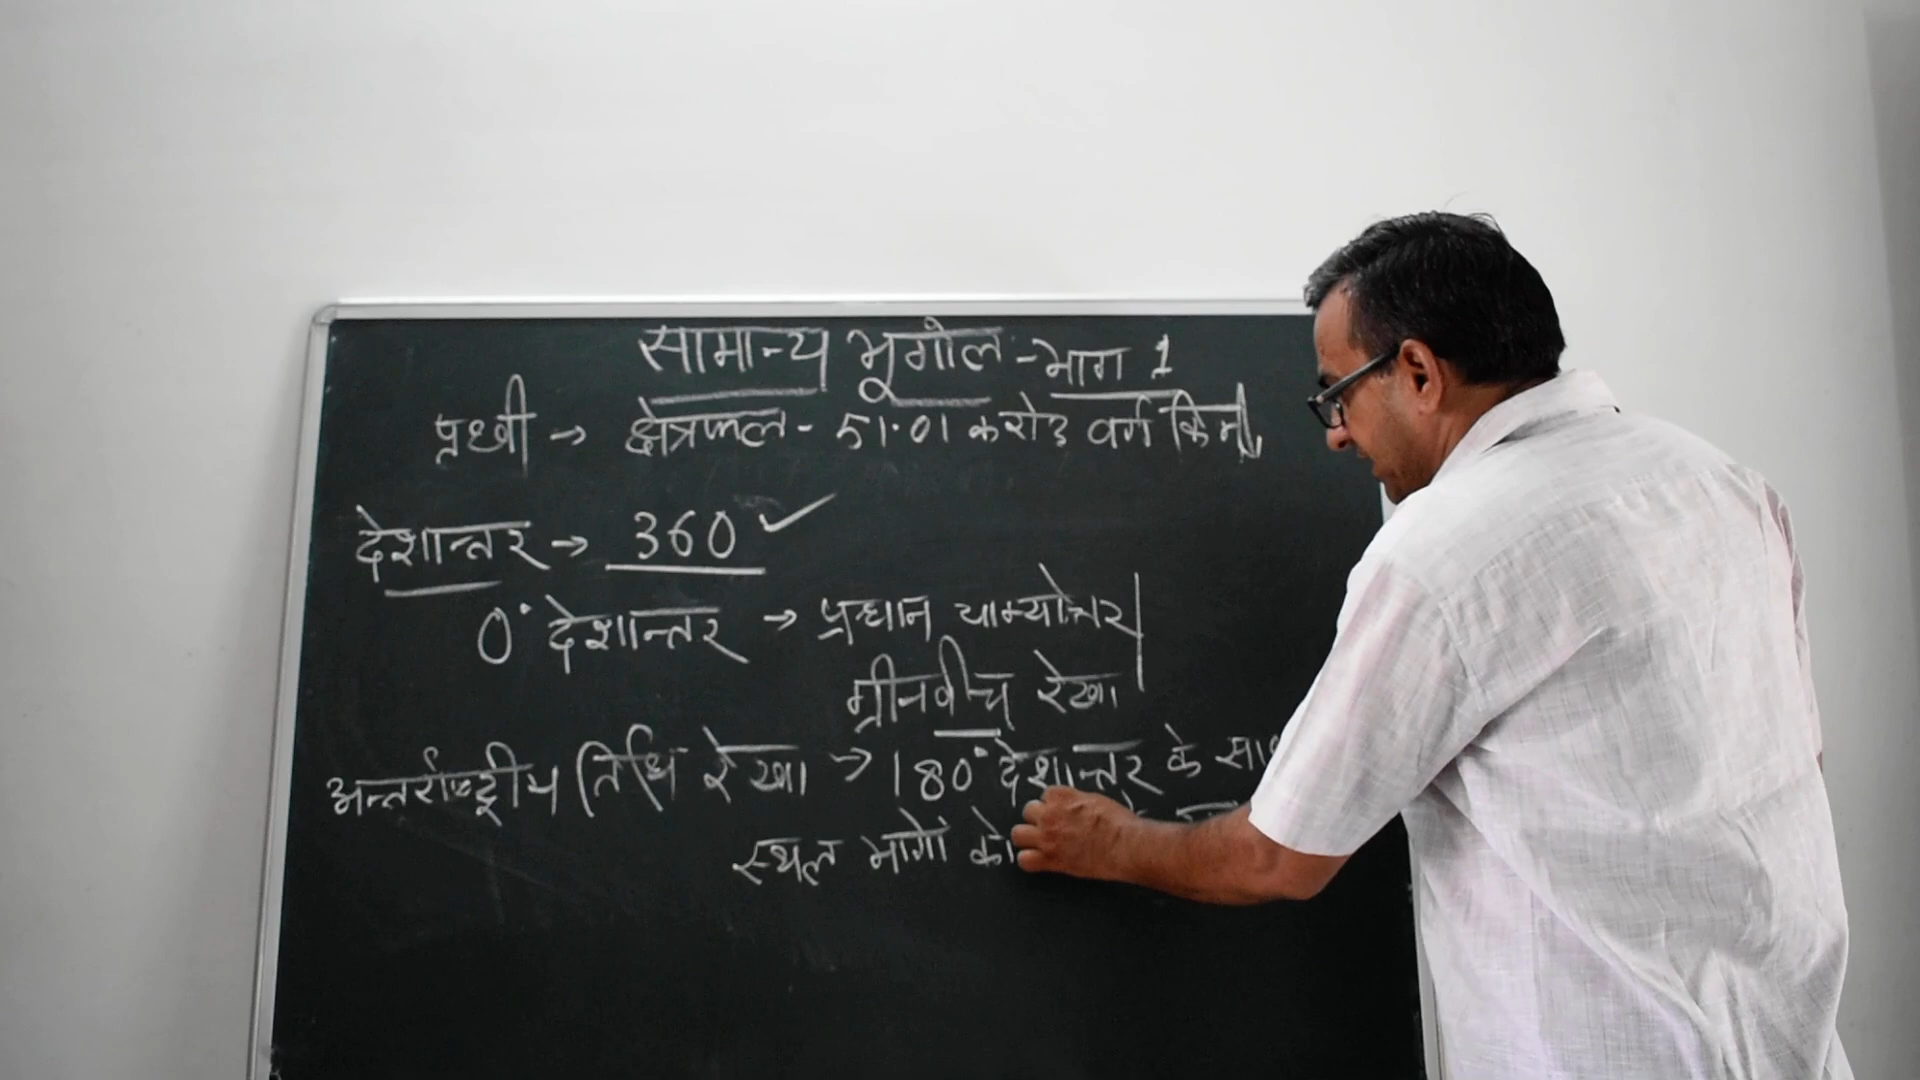 सामान्य भूगोल - भाग 1
पृथ्वी → क्षेत्रफल - 51.01 करोड़ वर्ग किमी,
देशान्तर → 360 ✓
0° देशान्तर → प्रधान याम्योत्तर
ग्रीनवीच रेखा
अन्तर्राष्ट्रीय तिथि रेखा → 180° देशान्तर के
स्थल भागों को